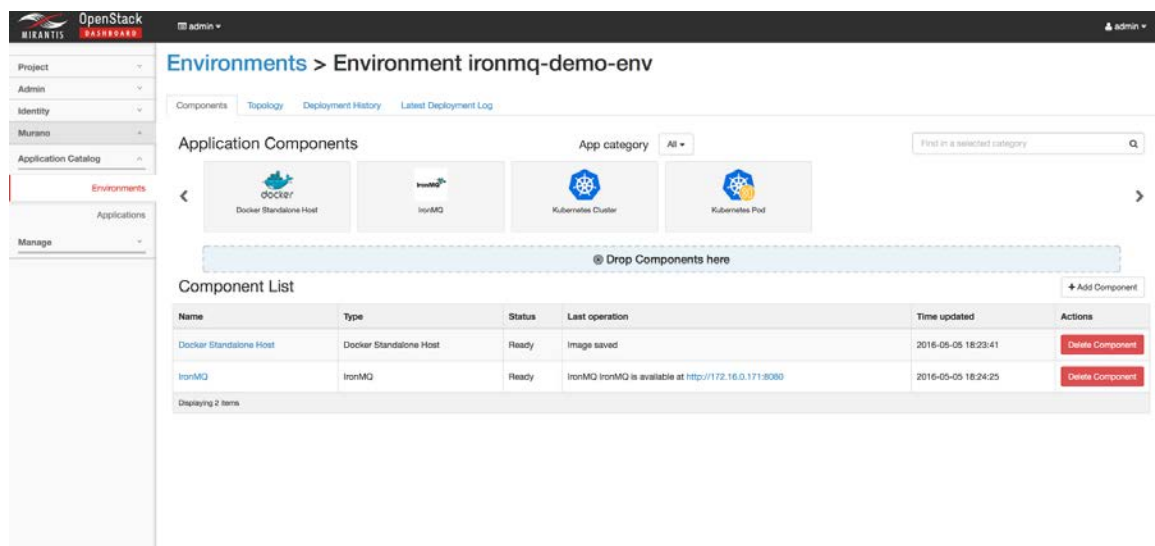 MIRANTIS
OpenStack
DASHBOARD
admin
admin
Project
Admin
Identity
Murano
Application Catalog
Environments
Applications
Manage
Environments > Environment ironmq-demo-env
Components Topology Deployment History Latest Deployment Log
Application Components
App category All
Find in a selected category
docker
Docker Standalone Host
IronMQ
IronMQ
Kubernetes Cluster
Kubernetes Pod
Drop Components here
Component List
+ Add Component
Name Type Status Last operation Time updated Actions
Docker Standalone Host Docker Standalone Host Ready Image saved 2016-05-05 18:23:41 Delete Component
IronMQ IronMQ Ready IronMQ IronMQ is available at http://172.16.0.171:8080 2016-05-05 18:24:25 Delete Component
Displaying 2 items